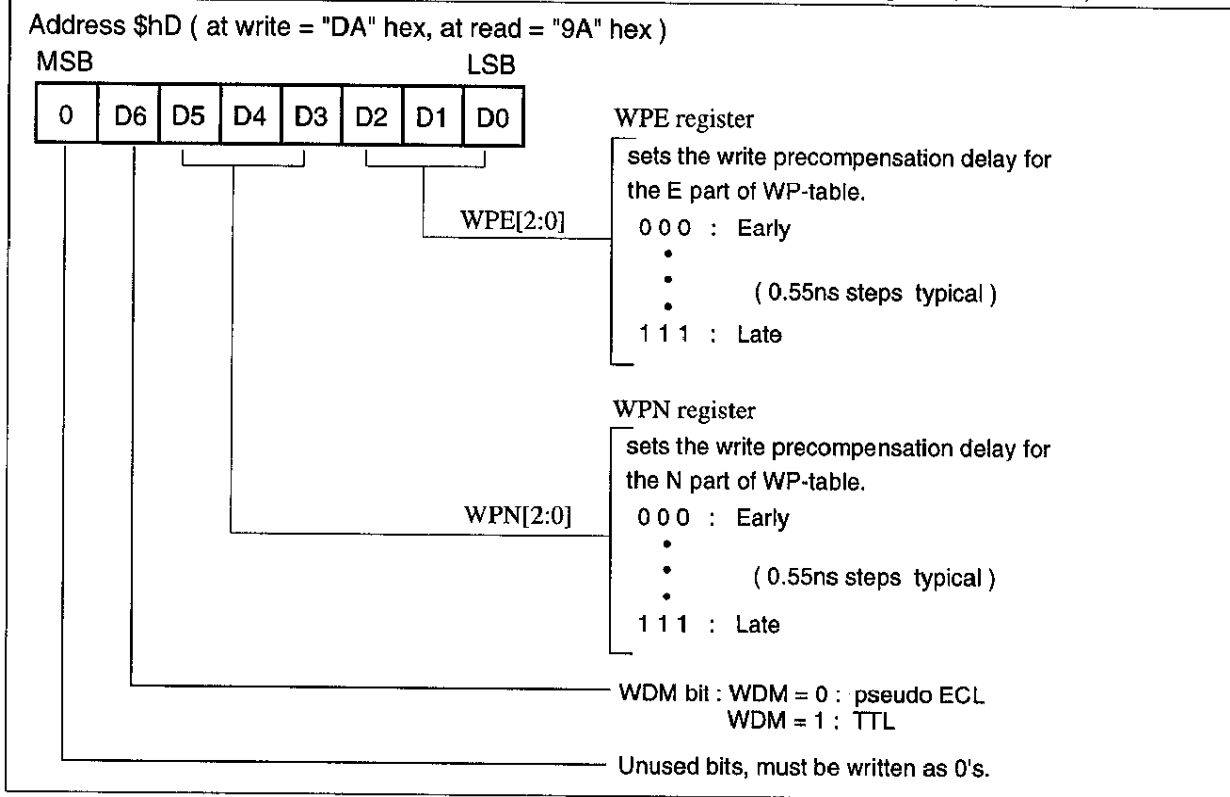 Address $hD ( at write = "DA" hex, at read = "9A" hex )
MSB LSB
0 D6 D5 D4 D3 D2 D1 D0
WPE register
sets the write precompensation delay for
the E part of WP-table.
WPE[2:0]
0 0 0 : Early
( 0.55ns steps typical )
1 1 1 : Late
WPN register
sets the write precompensation delay for
the N part of WP-table.
WPN[2:0]
0 0 0 : Early
( 0.55ns steps typical )
1 1 1 : Late
WDM bit : WDM = 0 : pseudo ECL
WDM = 1 : TTL
Unused bits, must be written as 0's.